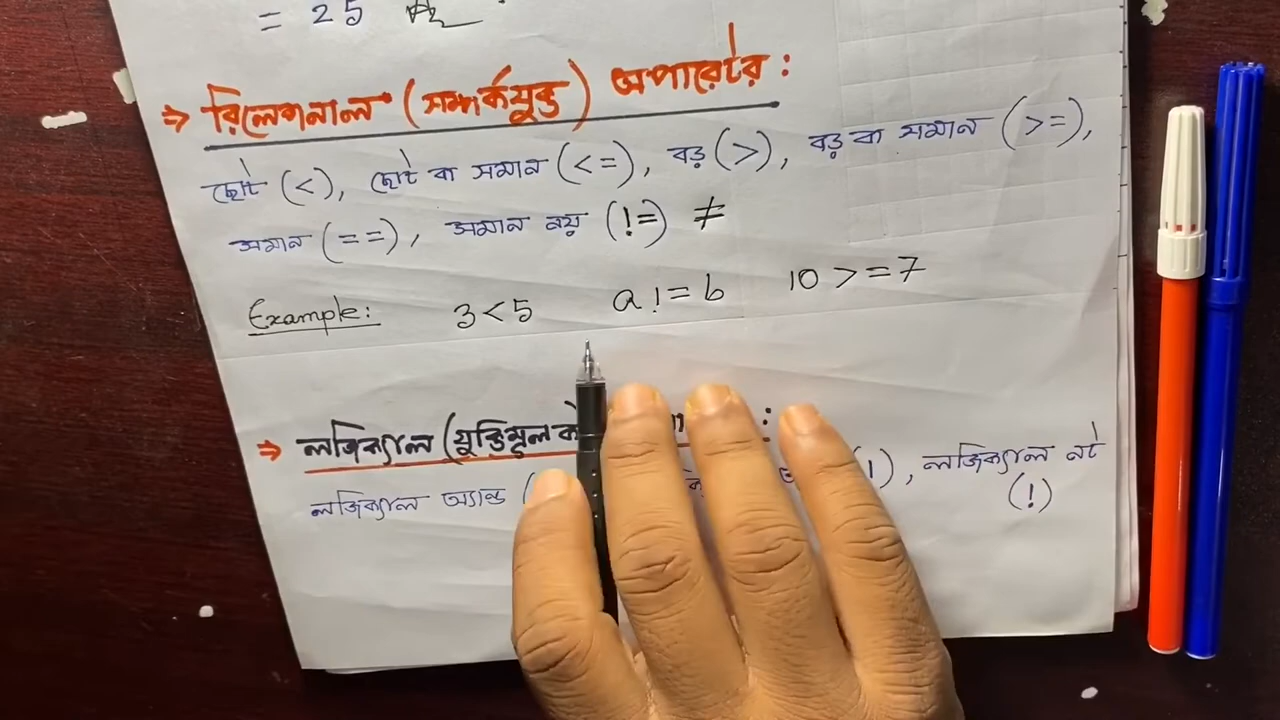 = 25
⇒ রিলেশনাল (সম্পর্কযুক্ত) অপারেটর :
ছোট (<), ছোট বা সমান (<=), বড় (>), বড় বা সমান (>=),
সমান (==), সমান নয় (!=) ≠
Example: 3<5 a!=b 10>=7
⇒ লজিক্যাল (যুক্তিমূলক :
লজিক্যাল অ্যান্ড ( ), লজিক্যাল নট
(!)